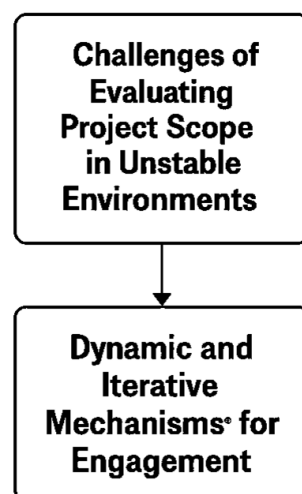 Challenges of
Evaluating
Project Scope
in Unstable
Environments
Dynamic and
Iterative
Mechanisms® for
Engagement